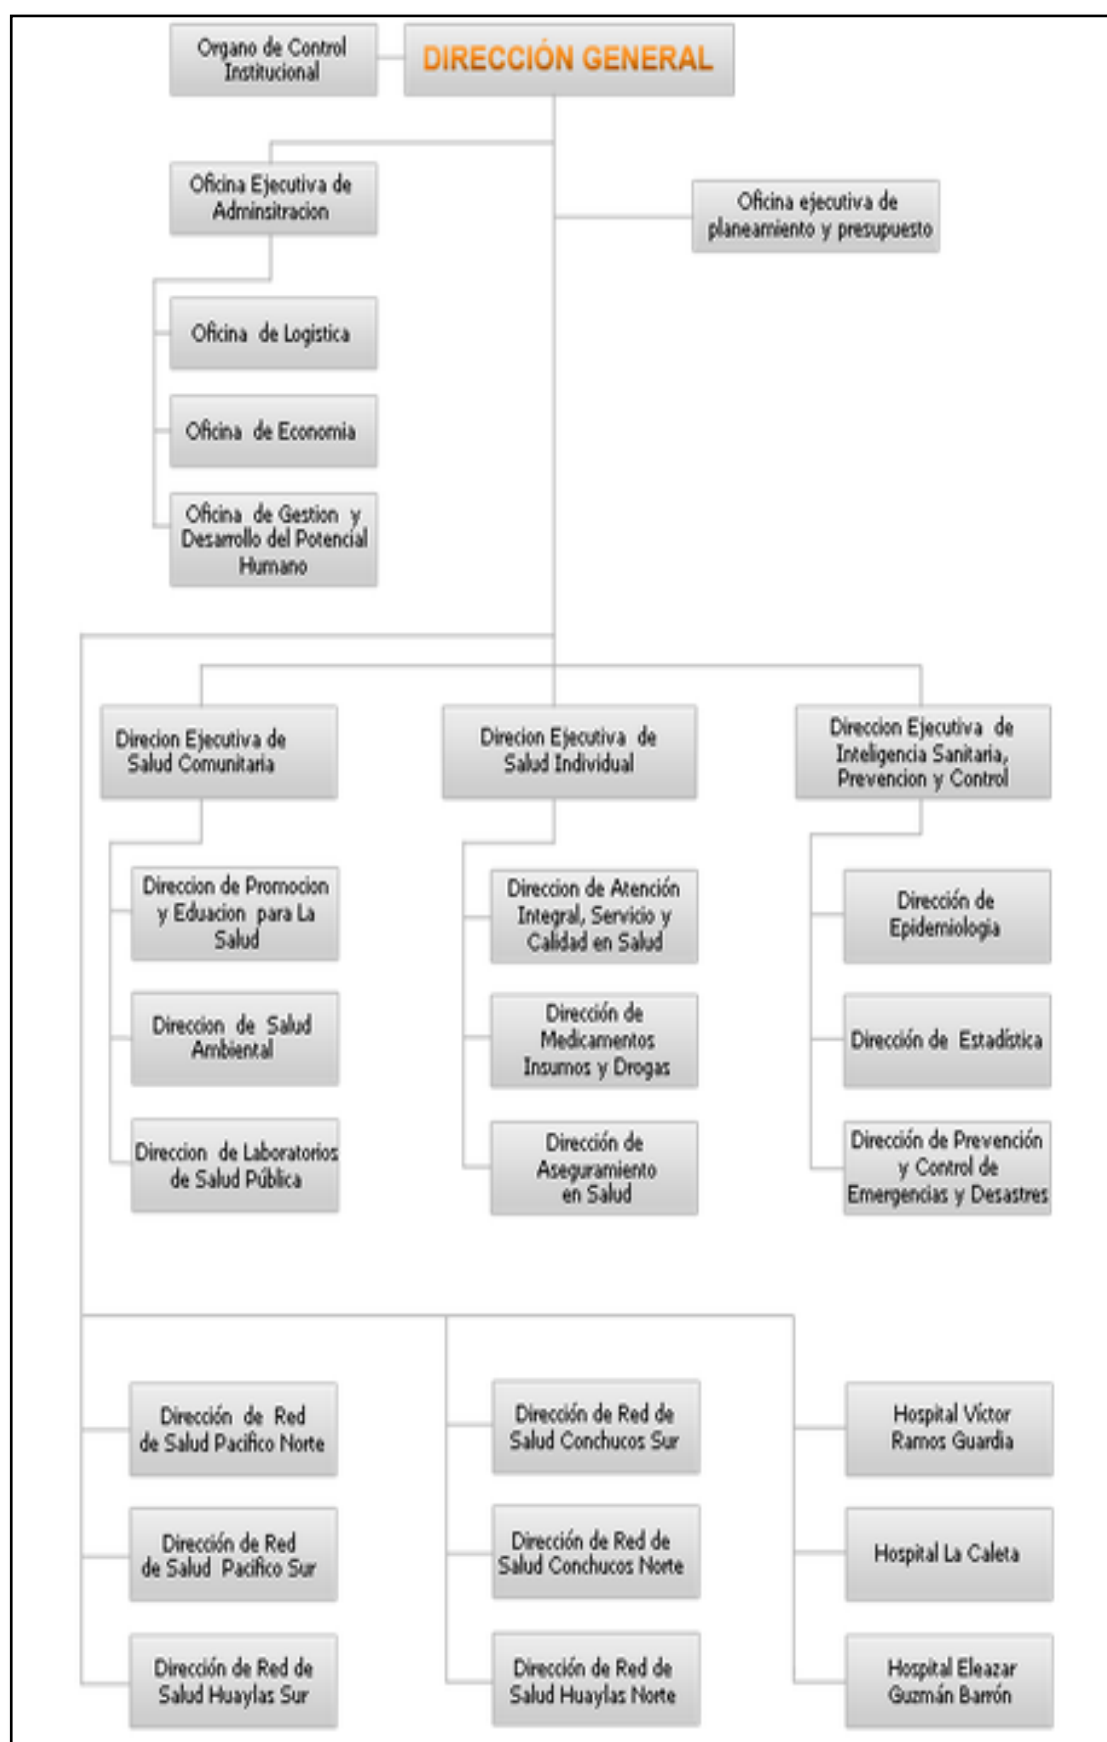 Organo de Control
Institucional
DIRECCIÓN GENERAL
Oficina Ejecutiva de
Adminsitracion
Oficina ejecutiva de
planeamiento y presupuesto
Oficina de Logistica
Oficina de Economia
Oficina de Gestion y
Desarrollo del Potencial
Humano
Direcion Ejecutiva de
Salud Comunitaria
Direcion Ejecutiva de
Salud Individual
Direccion Ejecutiva de
Inteligencia Sanitaria,
Prevencion y Control
Direccion de Promocion
y Eduacion para La
Salud
Direccion de Atención
Integral, Servicio y
Calidad en Salud
Dirección de
Epidemiologia
Direccion de Salud
Ambiental
Dirección de
Medicamentos
Insumos y Drogas
Dirección de Estadística
Direccion de Laboratorios
de Salud Pública
Dirección de
Aseguramiento
en Salud
Dirección de Prevención
y Control de
Emergencias y Desastres
Dirección de Red
de Salud Pacifico Norte
Dirección de Red de
Salud Conchucos Sur
Hospital Víctor
Ramos Guardia
Dirección de Red
de Salud Pacifico Sur
Dirección de Red de
Salud Conchucos Norte
Hospital La Caleta
Dirección de Red de
Salud Huaylas Sur
Dirección de Red de
Salud Huaylas Norte
Hospital Eleazar
Guzmán Barrón